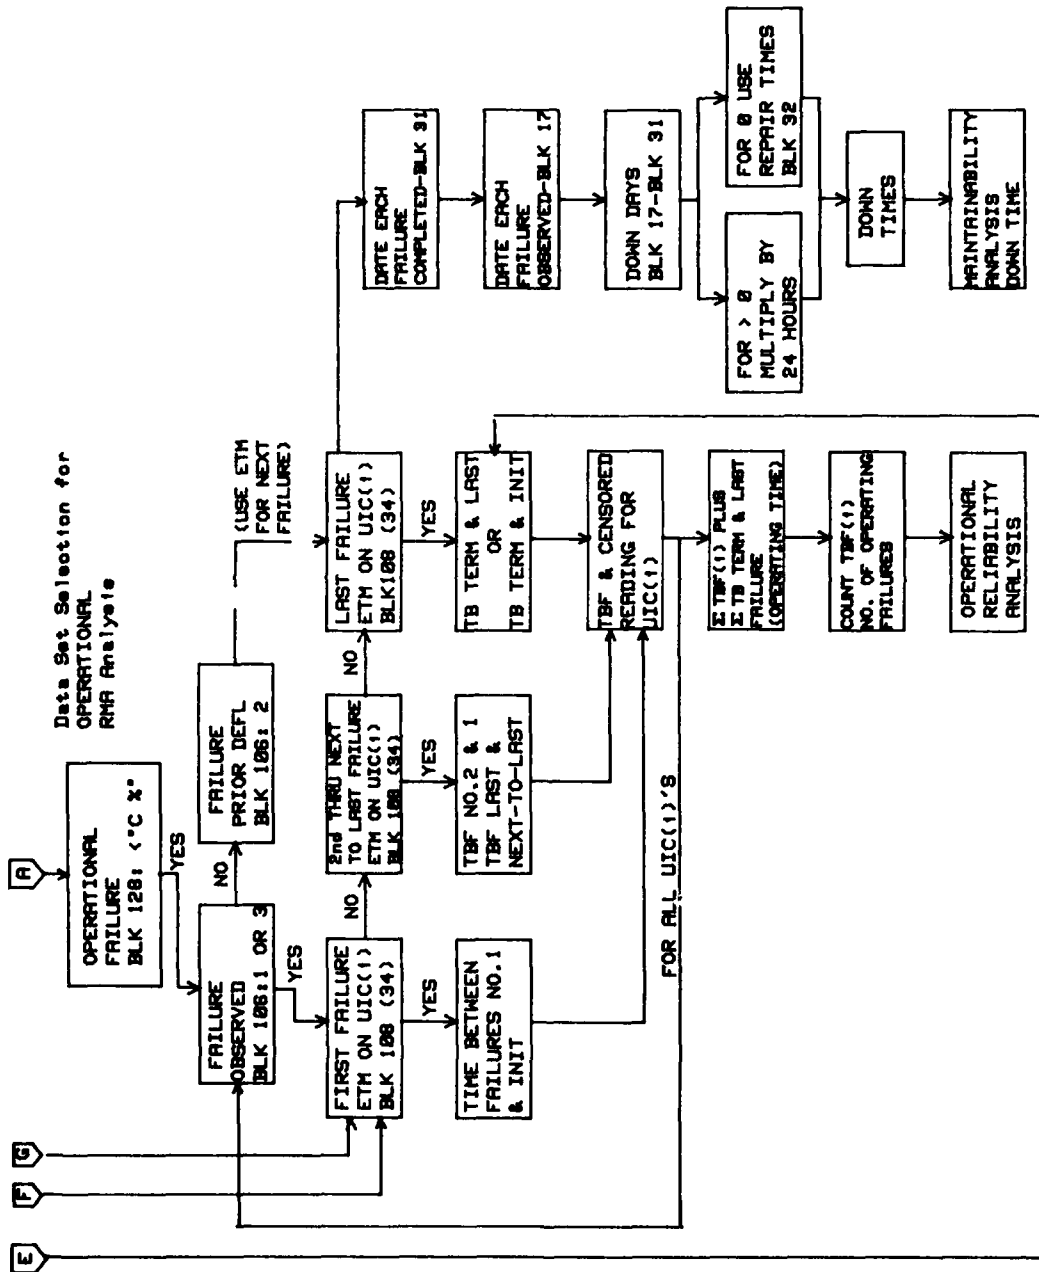 Data Set Selection for
OPERATIONAL
RMA Analysis
A
OPERATIONAL
FAILURE
BLK 128: <"C %"
YES
G
F
E
FAILURE
OBSERVED
BLK 106:1 OR 3
NO
FAILURE
PRIOR DEFL
BLK 106: 2
(USE ETM
FOR NEXT
FAILURE)
YES
FIRST FAILURE
ETM ON UIC(1)
BLK 108 (34)
NO
2nd THRU NEXT
TO LAST FAILURE
ETM ON UIC(1)
BLK 108 (34)
NO
LAST FAILURE
ETM ON UIC(1)
BLK108 (34)
YES
YES
YES
TIME BETWEEN
FAILURES NO.1
& INIT
TBF NO.2 & 1
TBF LAST &
NEXT-TO-LAST
TB TERM & LAST
OR
TB TERM & INIT
TBF & CENSORED
READING FOR
UIC(1)
FOR ALL UIC(1)'S
Σ TBF(1) PLUS
Σ TB TERM & LAST
FAILURE
(OPERATING TIME)
COUNT TBF(1)
NO. OF OPERATING
FAILURES
OPERATIONAL
RELIABILITY
ANALYSIS
DATE EACH
FAILURE
COMPLETED-BLK 31
DATE EACH
FAILURE
OBSERVED-BLK 17
DOWN DAYS
BLK 17-BLK 31
FOR > 0
MULTIPLY BY
24 HOURS
FOR 0 USE
REPAIR TIMES
BLK 32
DOWN
TIMES
MAINTAINABILITY
ANALYSIS
DOWN TIME